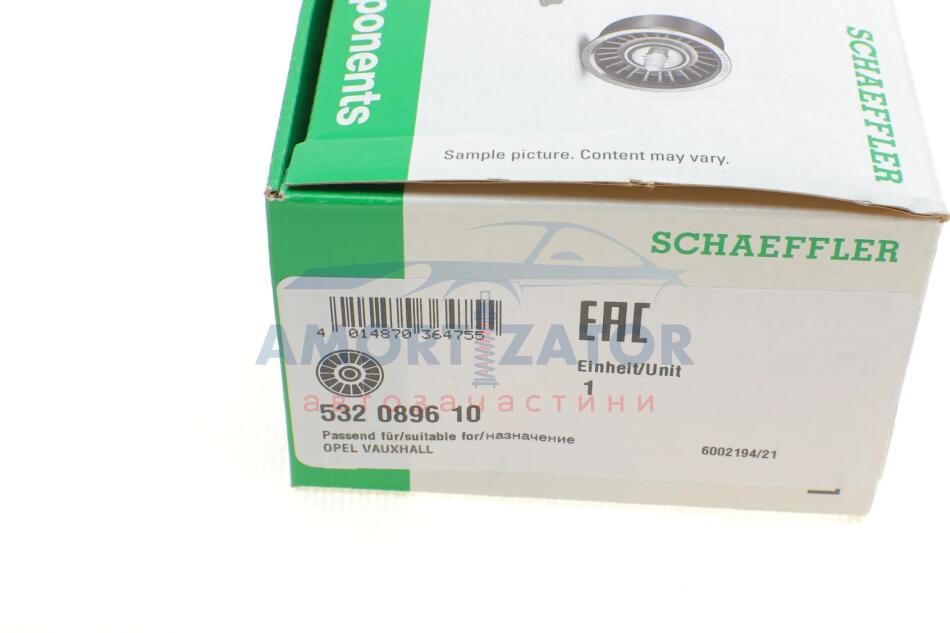 ponents
SCHAEFFLER
Sample picture. Content may vary.
SCHAEFFLER
4 014870 364755
EAC
AMORTIZATOR
Einheit/Unit
1
автозапчастини
532 0896 10
Passend für/suitable for/назначение
OPEL VAUXHALL
6002194/21